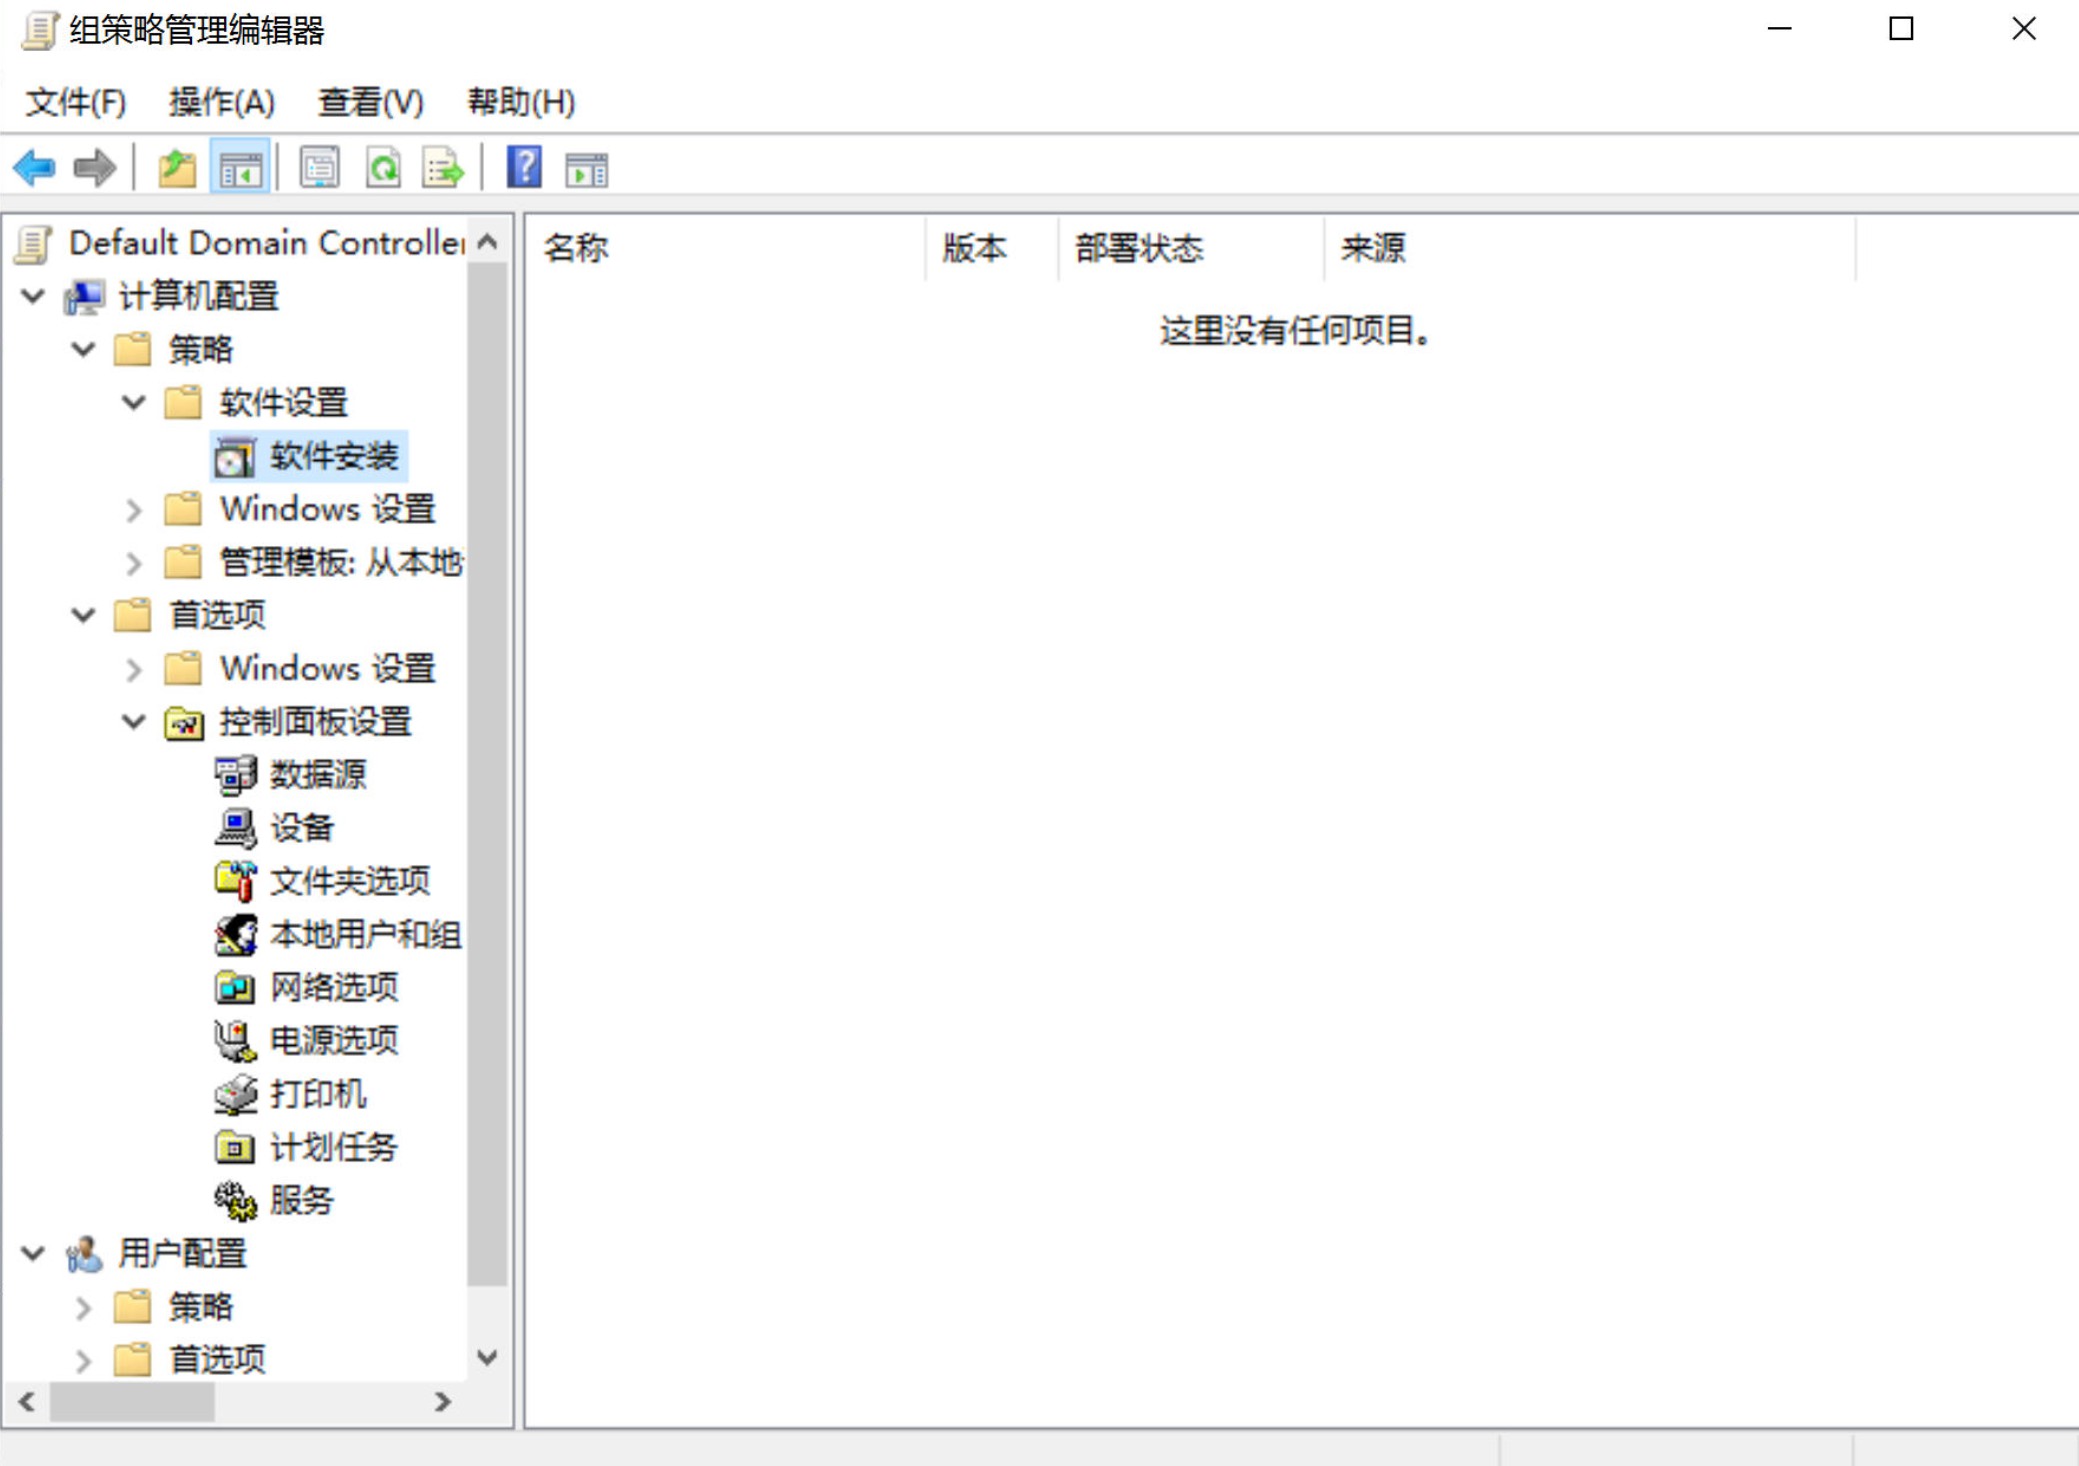 组策略管理编辑器
文件(F) 操作(A) 查看(V) 帮助(H)
Default Domain Controller
计算机配置
策略
软件设置
软件安装
Windows 设置
管理模板: 从本地
首选项
Windows 设置
控制面板设置
数据源
设备
文件夹选项
本地用户和组
网络选项
电源选项
打印机
计划任务
服务
用户配置
策略
首选项
名称 版本 部署状态 来源
这里没有任何项目。